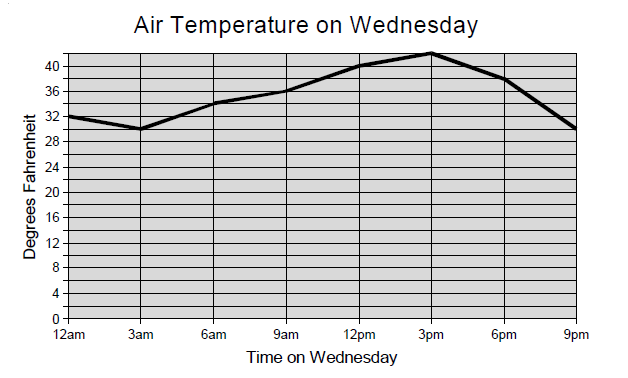 Air Temperature on Wednesday
Degrees Fahrenheit
40
36
32
28
24
20
16
12
8
4
0
12am 3am 6am 9am 12pm 3pm 6pm 9pm
Time on Wednesday